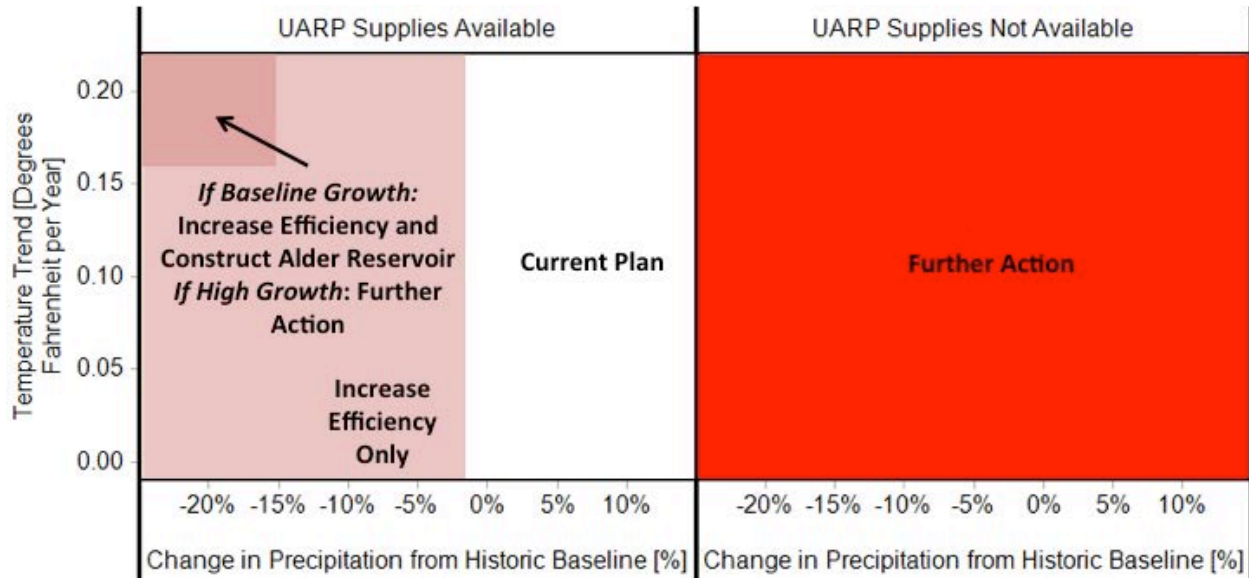 UARP Supplies Available
UARP Supplies Not Available
Temperature Trend [Degrees
Fahrenheit per Year]
0.20
0.15
0.10
0.05
0.00
If Baseline Growth:
Increase Efficiency and
Construct Alder Reservoir
If High Growth: Further
Action
Increase
Efficiency
Only
Current Plan
Further Action
-20% -15% -10% -5% 0% 5% 10%
-20% -15% -10% -5% 0% 5% 10%
Change in Precipitation from Historic Baseline [%]
Change in Precipitation from Historic Baseline [%]